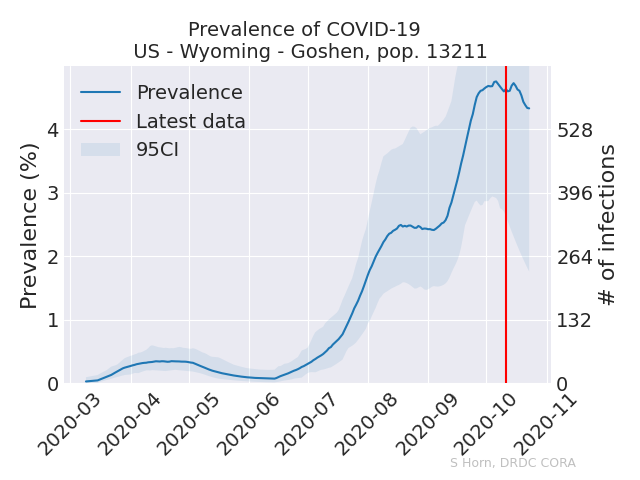 Prevalence of COVID-19
US - Wyoming - Goshen, pop. 13211
Prevalence
Latest data
95CI
Prevalence (%)
4
3
2
1
0
# of infections
528
396
264
132
0
2020-03
2020-04
2020-05
2020-06
2020-07
2020-08
2020-09
2020-10
2020-11
S Horn, DRDC CORA